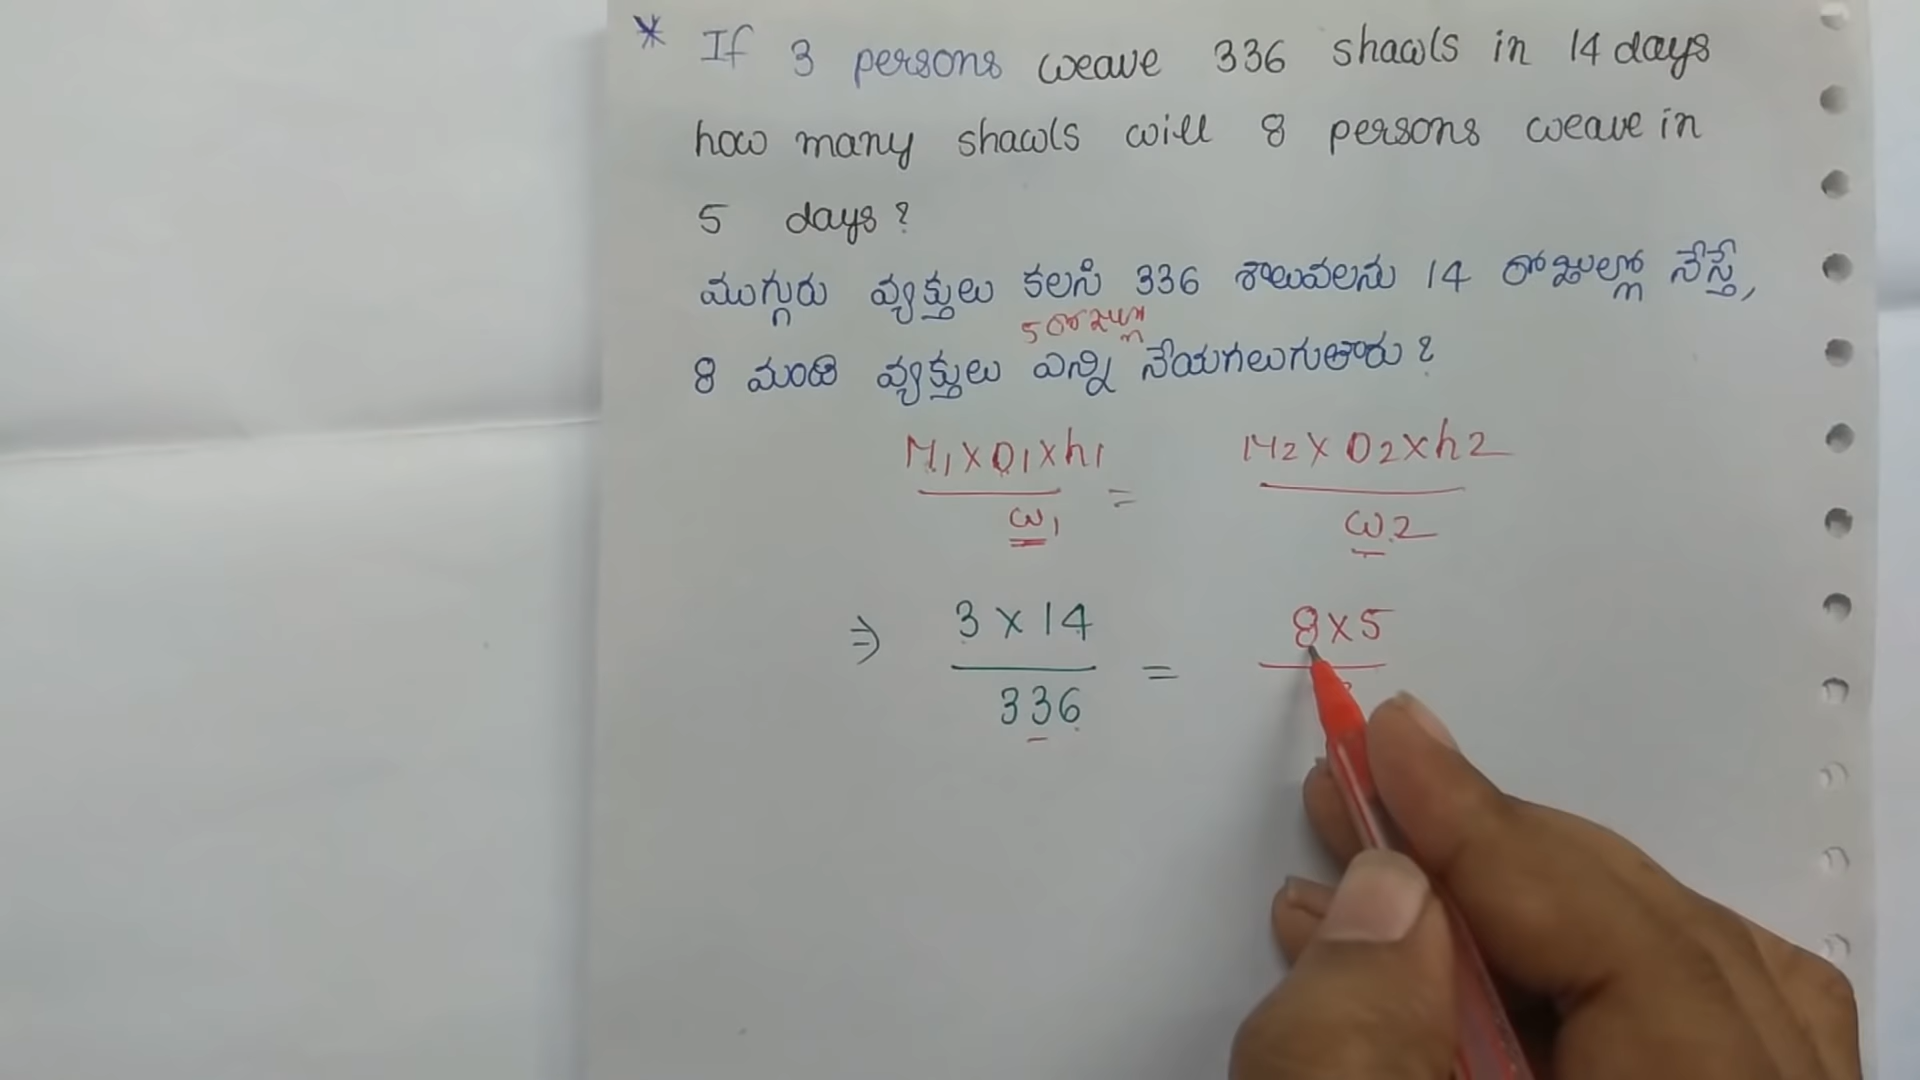 * If 3 persons weave 336 shawls in 14 days
how many shawls will 8 persons weave in
5 days?
ముగ్గురు వ్యక్తులు కలసి 336 శాలువలను 14 రోజుల్లో నేస్తే,
5 రోజుల్లో
8 మంది వ్యక్తులు ఎన్ని నేయగలుగుతారు?
M1 x D1 x h1 = M2 x D2 x h2
w1 w2
⇒ 3 x 14 = 8 x 5
336